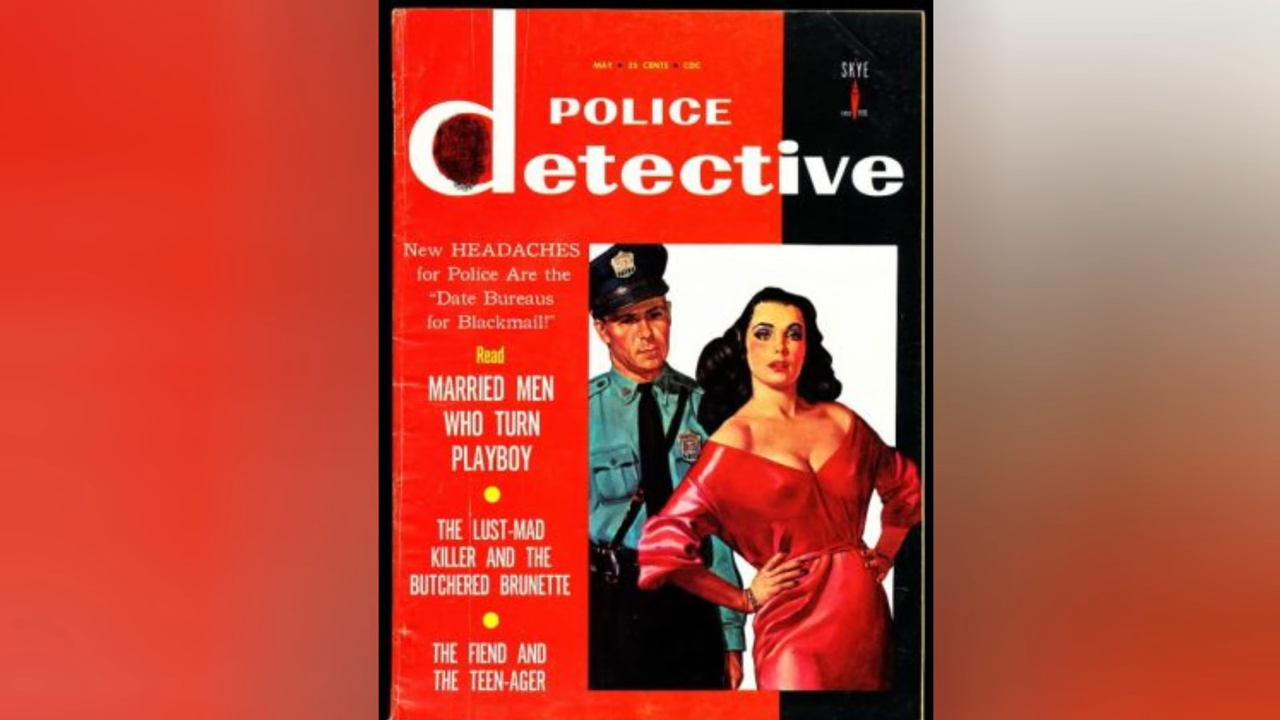 MAY • 25 CENTS • CDC
SKYE
POLICE
detective
New HEADACHES
for Police Are the
"Date Bureaus
for Blackmail!"
Read
MARRIED MEN
WHO TURN
PLAYBOY
THE LUST-MAD
KILLER AND THE
BUTCHERED BRUNETTE
THE FIEND AND
THE TEEN-AGER